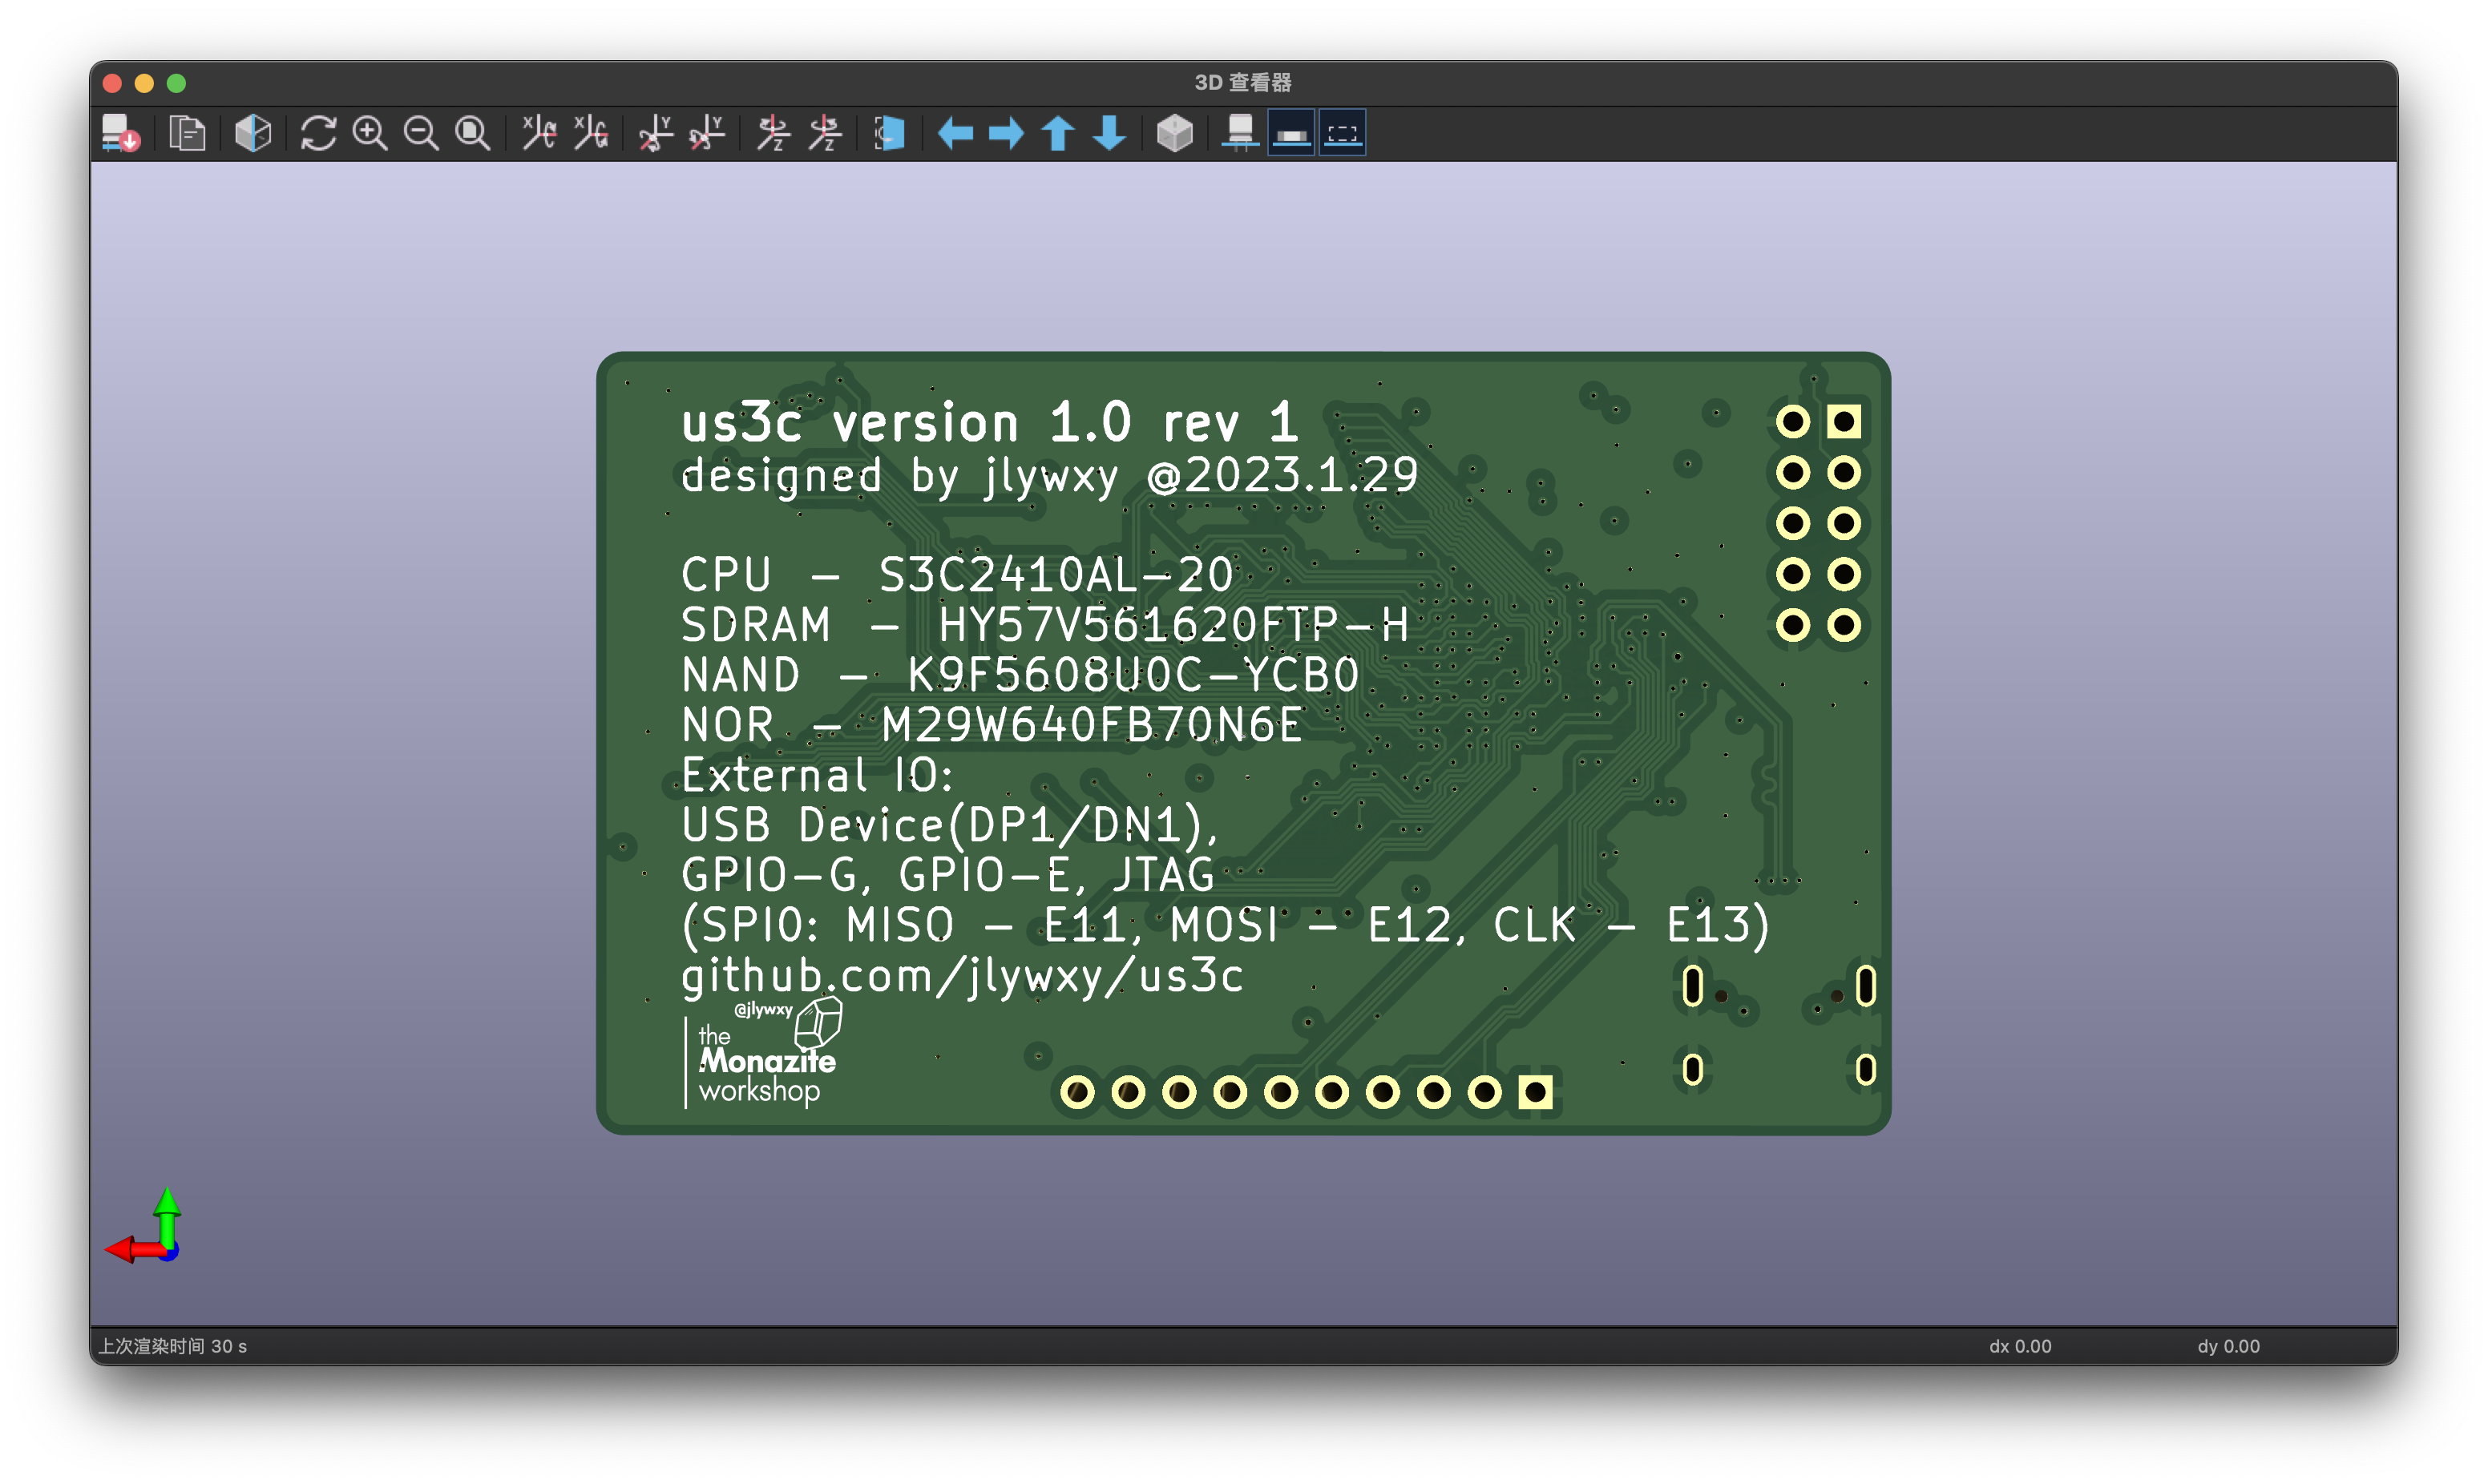 3D 查看器
us3c version 1.0 rev 1
designed by jlywxy @2023.1.29
CPU - S3C2410AL-20
SDRAM - HY57V561620FTP-H
NAND - K9F5608U0C-YCB0
NOR - M29W640FB70N6E
External IO:
USB Device(DP1/DN1),
GPIO-G, GPIO-E, JTAG
(SPI0: MISO - E11, MOSI - E12, CLK - E13)
github.com/jlywxy/us3c
@jlywxy
the
Monazite
workshop
上次渲染时间 30 s
dx 0.00
dy 0.00